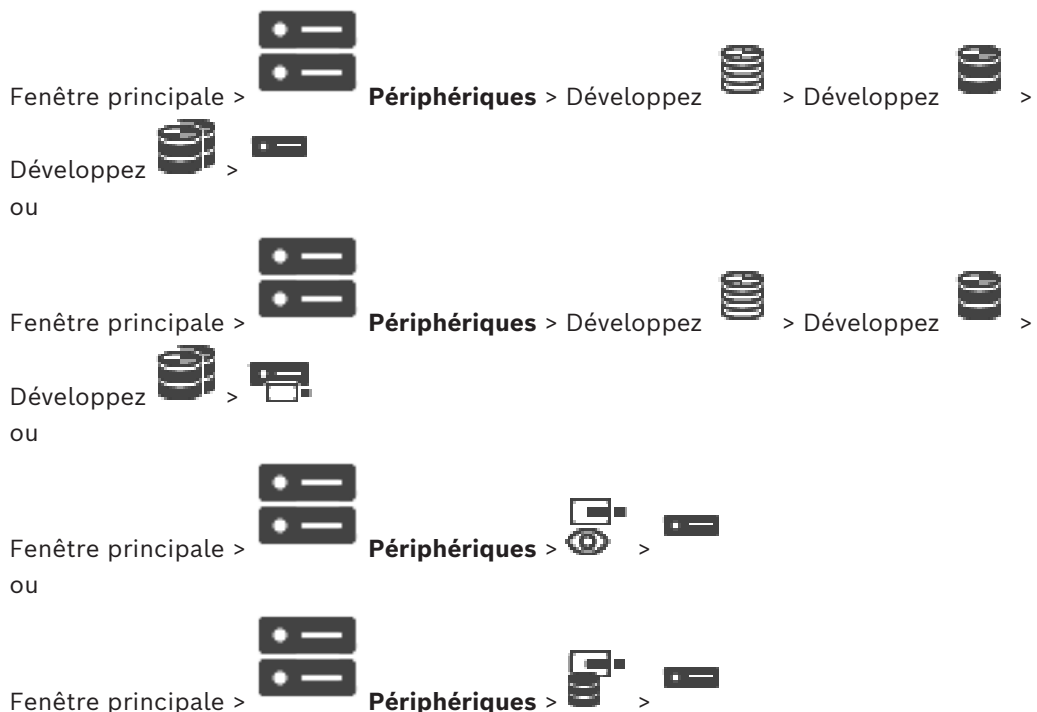 Fenêtre principale > Périphériques > Développez > Développez >
Développez >
ou
Fenêtre principale > Périphériques > Développez > Développez >
Développez >
ou
Fenêtre principale > Périphériques > >
ou
Fenêtre principale > Périphériques > >